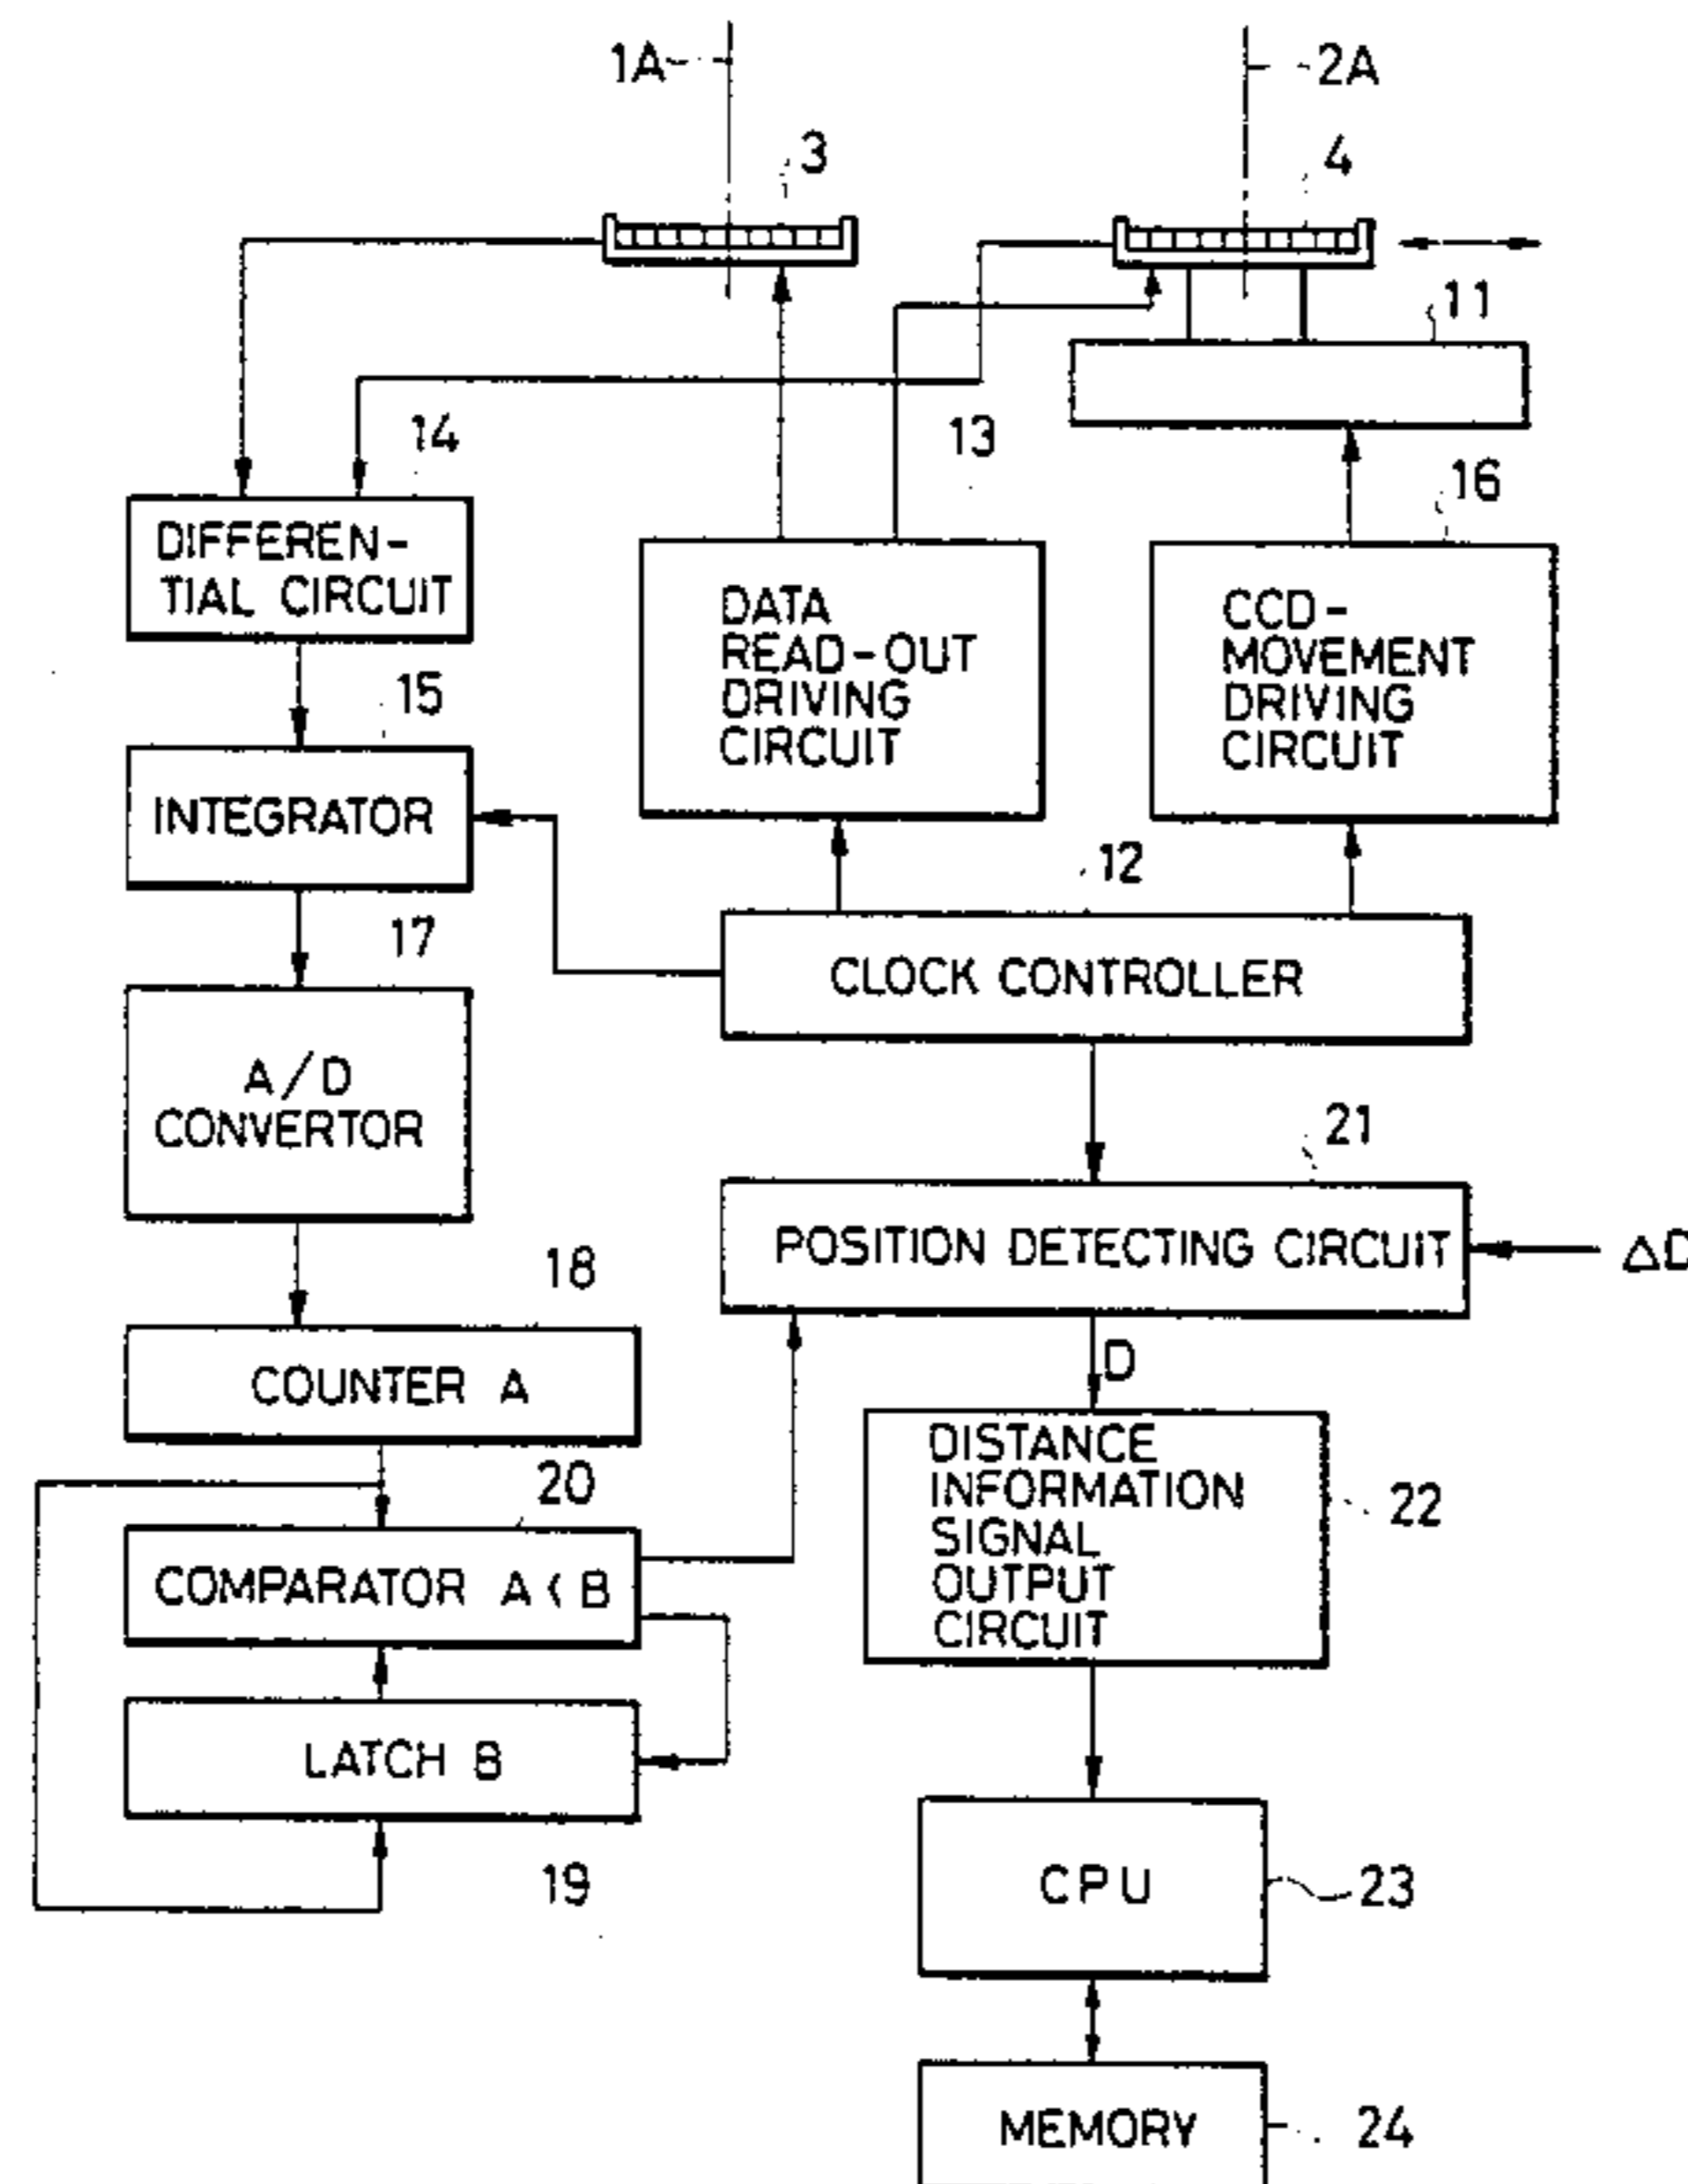 1A
2A
3
4
11
14
13
16
DIFFEREN-
TIAL CIRCUIT
DATA
READ-OUT
DRIVING
CIRCUIT
CCD-
MOVEMENT
DRIVING
CIRCUIT
15
INTEGRATOR
12
17
CLOCK CONTROLLER
A/D
CONVERTOR
21
POSITION DETECTING CIRCUIT
ΔD
18
COUNTER A
D
DISTANCE
INFORMATION
SIGNAL
OUTPUT
CIRCUIT
22
20
COMPARATOR A<B
LATCH B
19
CPU
23
MEMORY
24